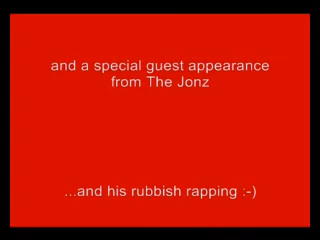 and a special guest appearance
from The Jonz
...and his rubbish rapping :-)